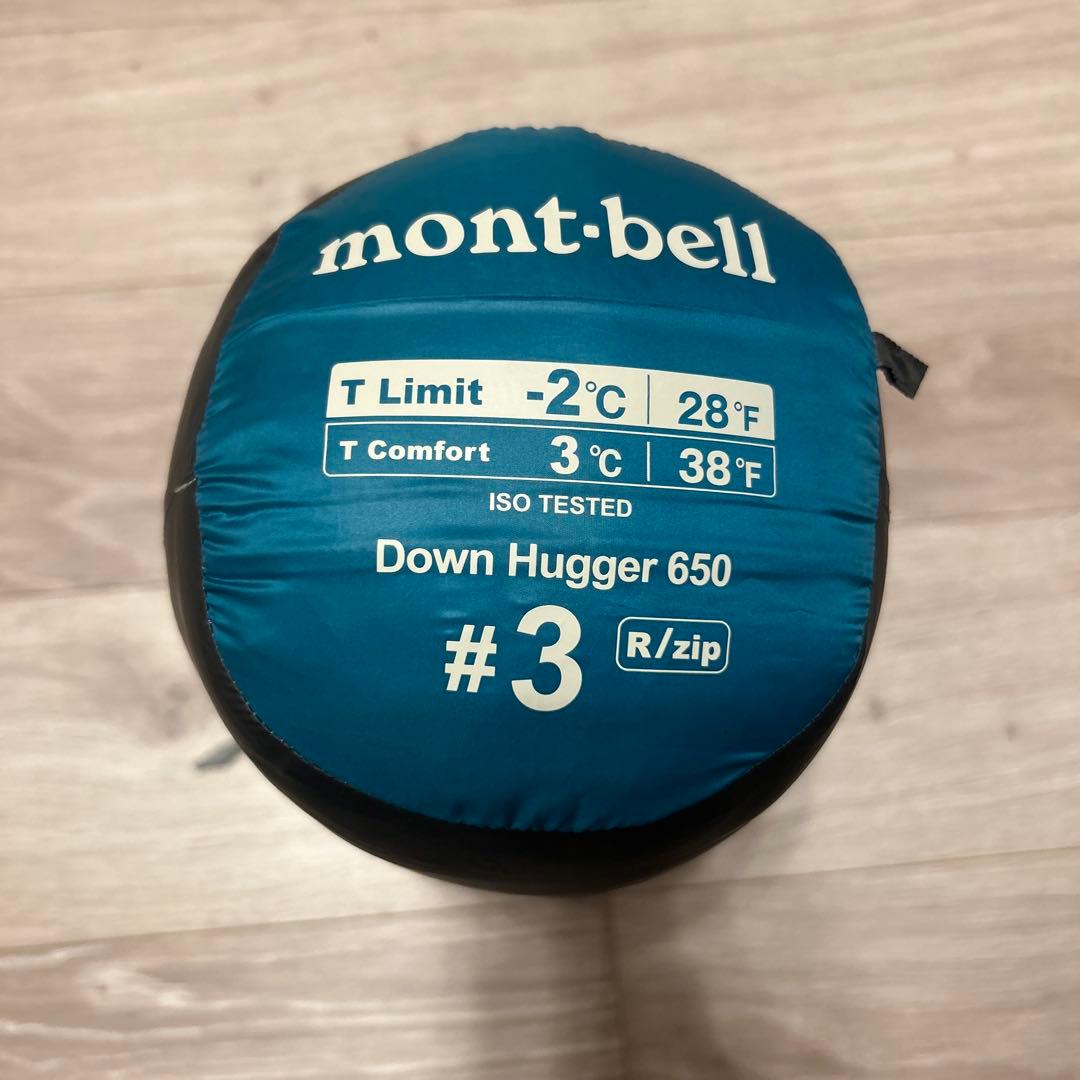 mont-bell
T Limit -2°C | 28°F
T Comfort 3°C | 38°F
ISO TESTED
Down Hugger 650
#3 R/zip